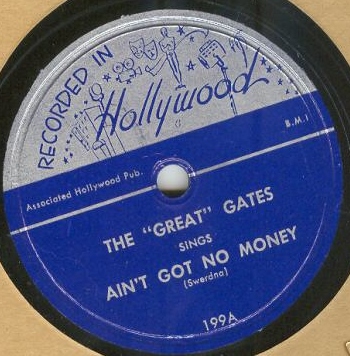 RECORDED IN
Hollywood
B.M.I
Associated Hollywood Pub.
THE "GREAT" GATES
SINGS
AIN'T GOT NO MONEY
(Swerdna)
199A